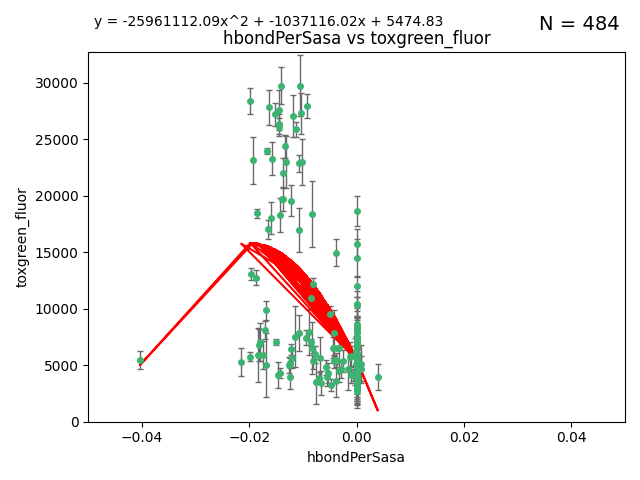 y = -25961112.09x^2 + -1037116.02x + 5474.83
N = 484
hbondPerSasa vs toxgreen_fluor
toxgreen_fluor
30000
25000
20000
15000
10000
5000
0
−0.04
−0.02
0.00
0.02
0.04
hbondPerSasa